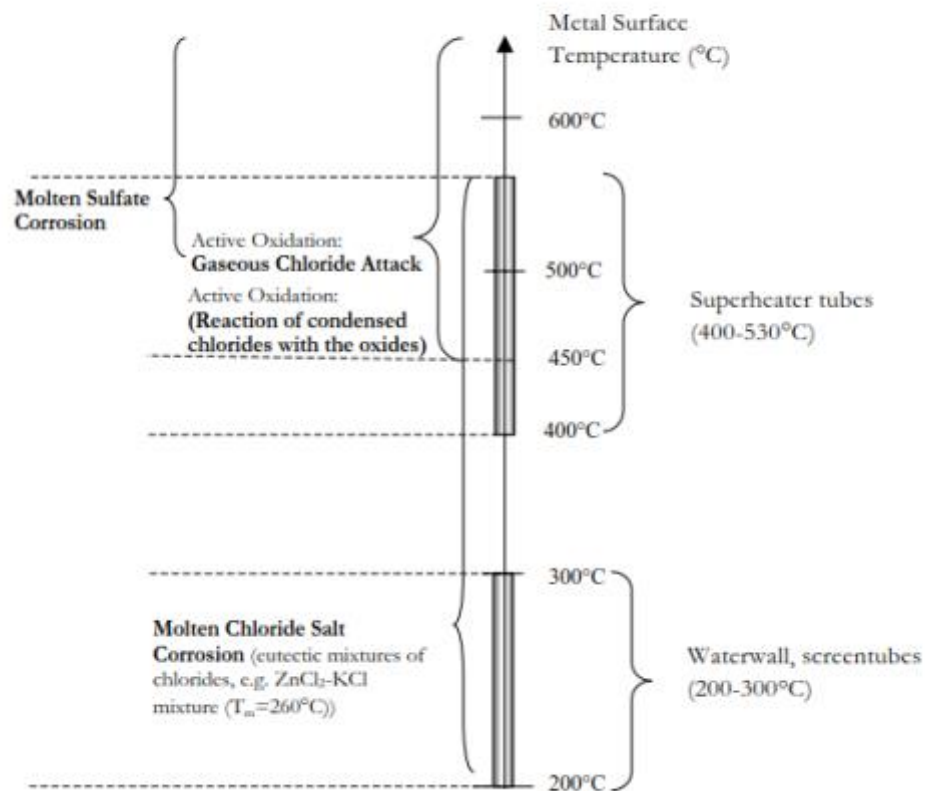 Metal Surface
Temperature (°C)
600°C
Molten Sulfate
Corrosion
Active Oxidation:
Gaseous Chloride Attack
500°C
Active Oxidation:
(Reaction of condensed
chlorides with the oxides)
Superheater tubes
(400-530°C)
450°C
400°C
300°C
Molten Chloride Salt
Corrosion (eutectic mixtures of
chlorides, e.g. ZnCl₂-KCl
mixture (Tₘ=260°C))
Waterwall, screentubes
(200-300°C)
200°C